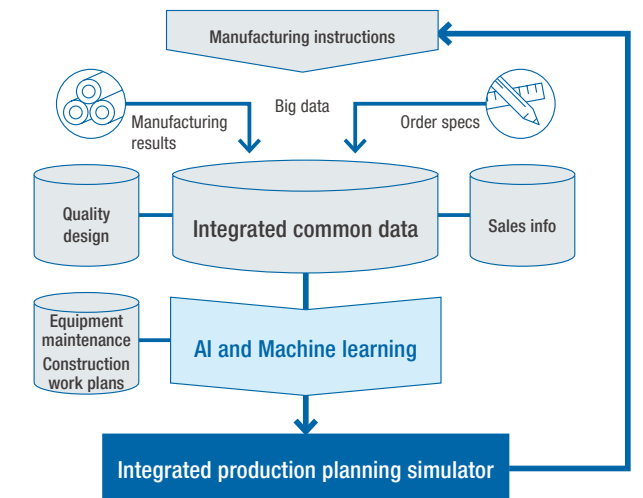 Manufacturing instructions
Big data
Manufacturing
results
Order specs
Quality
design
Integrated common data
Sales info
Equipment
maintenance
Construction
work plans
AI and Machine learning
Integrated production planning simulator